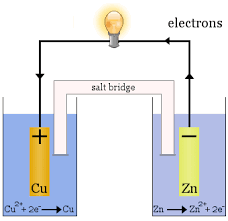 electrons
salt bridge
+
−
Cu
Zn
Cu²⁺ + 2e⁻ → Cu
Zn → Zn²⁺ + 2e⁻